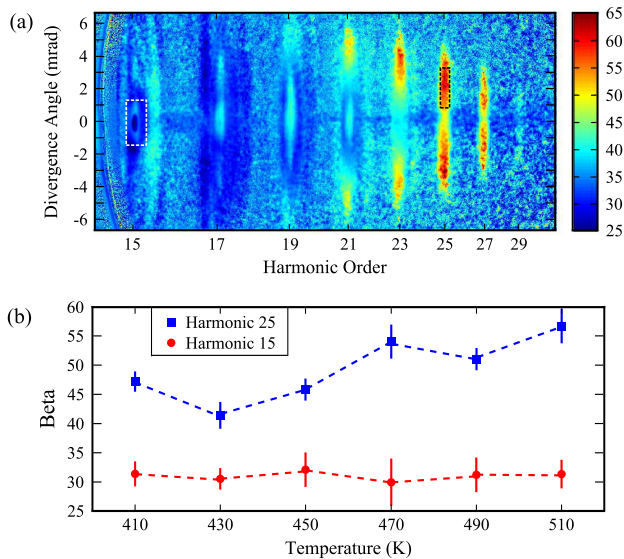 (a)
Divergence Angle (mrad)
6
4
2
0
-2
-4
-6
15 17 19 21 23 25 27 29
Harmonic Order
65
60
55
50
45
40
35
30
25
(b)
Harmonic 25
Harmonic 15
Beta
60
55
50
45
40
35
30
25
410 430 450 470 490 510
Temperature (K)